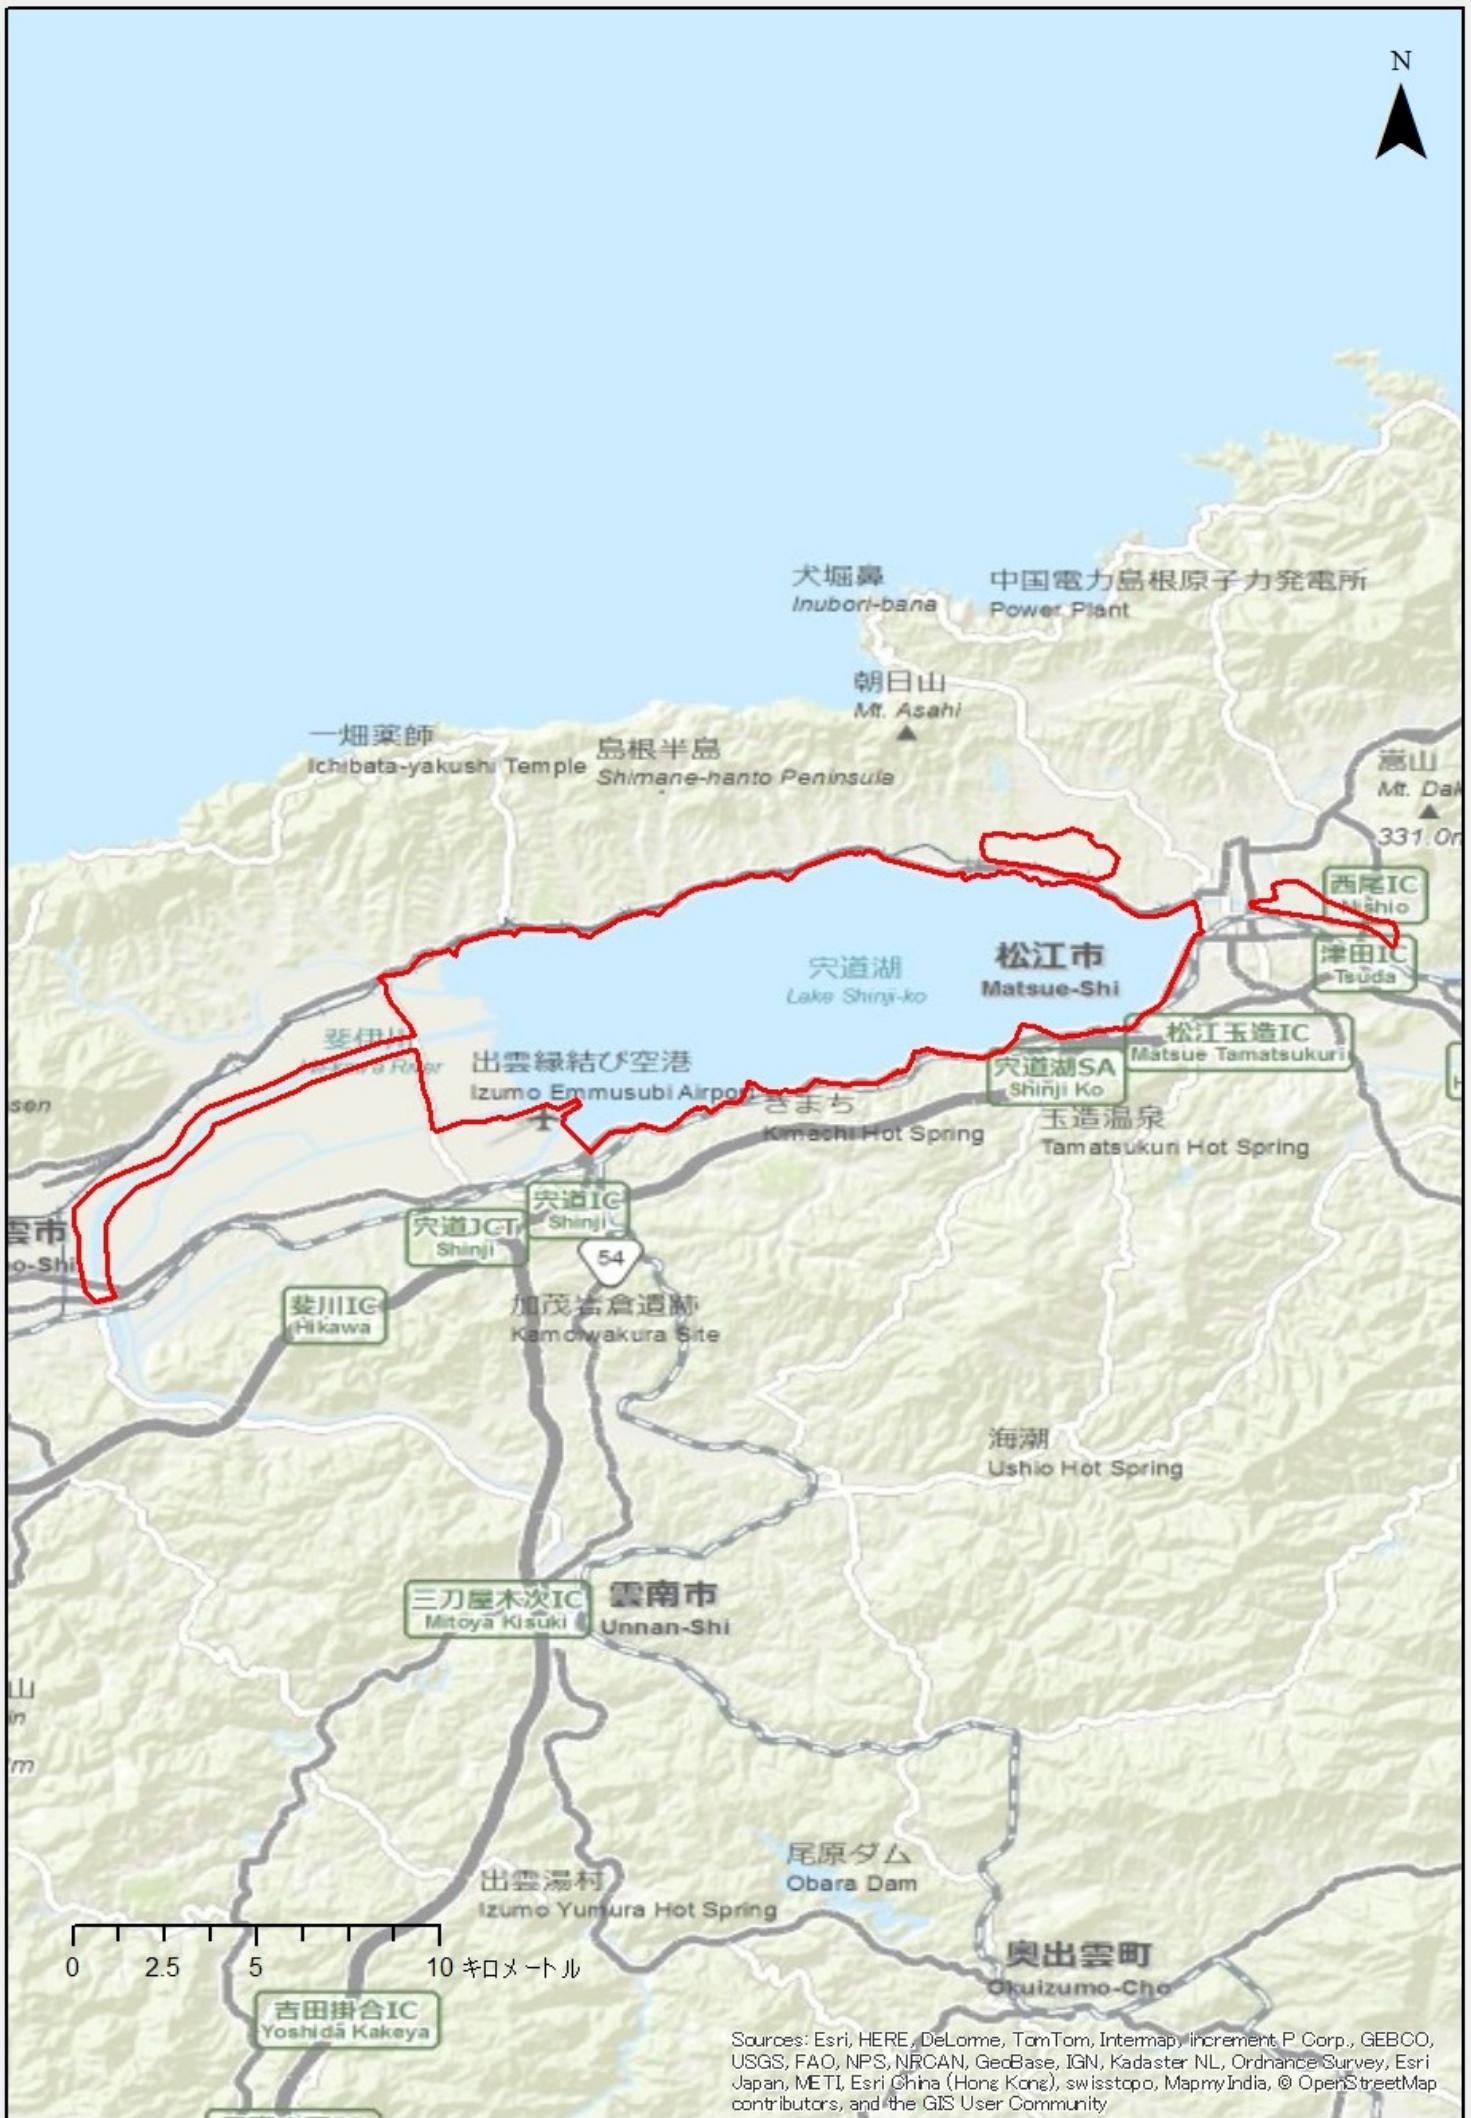 N
犬堀鼻
Inubori-bana
中国電力島根原子力発電所
Power Plant
朝日山
Mt. Asahi
一畑薬師
Ichibata-yakushi Temple
島根半島
Shimane-hanto Peninsula
嵩山
Mt. Dak
331.0m
西尾IC
Nishio
津田IC
Tsuda
宍道湖
Lake Shinji-ko
松江市
Matsue-Shi
斐伊川
River
出雲縁結び空港
Izumo Emmusubi Airport
松江玉造IC
Matsue Tamatsukuri
宍道湖SA
Shinji Ko
きまち
Kimachi Hot Spring
玉造温泉
Tamatsukuri Hot Spring
sen
雲市
o-Shi
宍道IC
Shinji
宍道JCT
Shinji
54
斐川IC
Hikawa
加茂岩倉遺跡
Kamoiwakura Site
海潮
Ushio Hot Spring
三刀屋木次IC
Mitoya Kisuki
雲南市
Unnan-Shi
山
in
m
尾原ダム
Obara Dam
出雲湯村
Izumo Yumura Hot Spring
奥出雲町
Okuizumo-Cho
0 2.5 5 10 キロメートル
吉田掛合IC
Yoshida Kakeya
Sources: Esri, HERE, DeLorme, TomTom, Intermap, increment P Corp., GEBCO,
USGS, FAO, NPS, NRCAN, GeoBase, IGN, Kadaster NL, Ordnance Survey, Esri
Japan, METI, Esri China (Hong Kong), swisstopo, MapmyIndia, © OpenStreetMap
contributors, and the GIS User Community